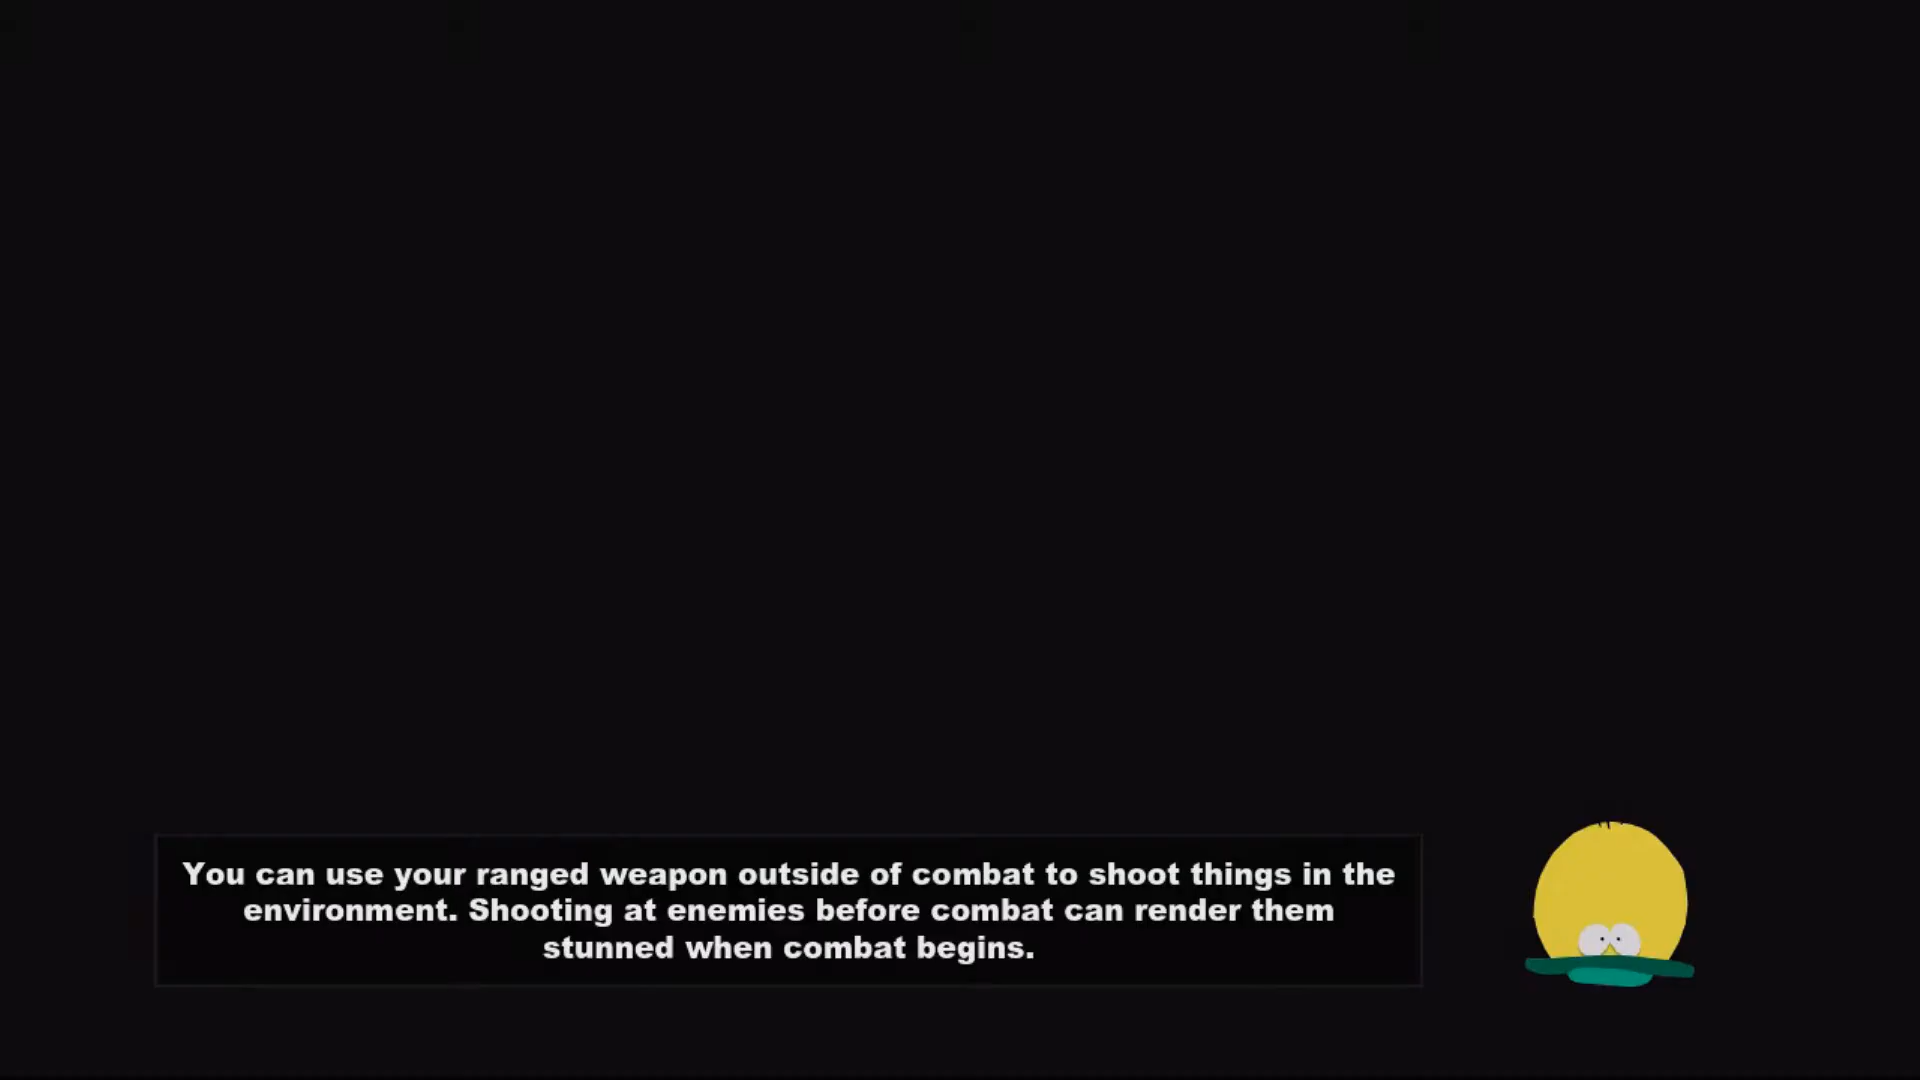 You can use your ranged weapon outside of combat to shoot things in the
environment. Shooting at enemies before combat can render them
stunned when combat begins.